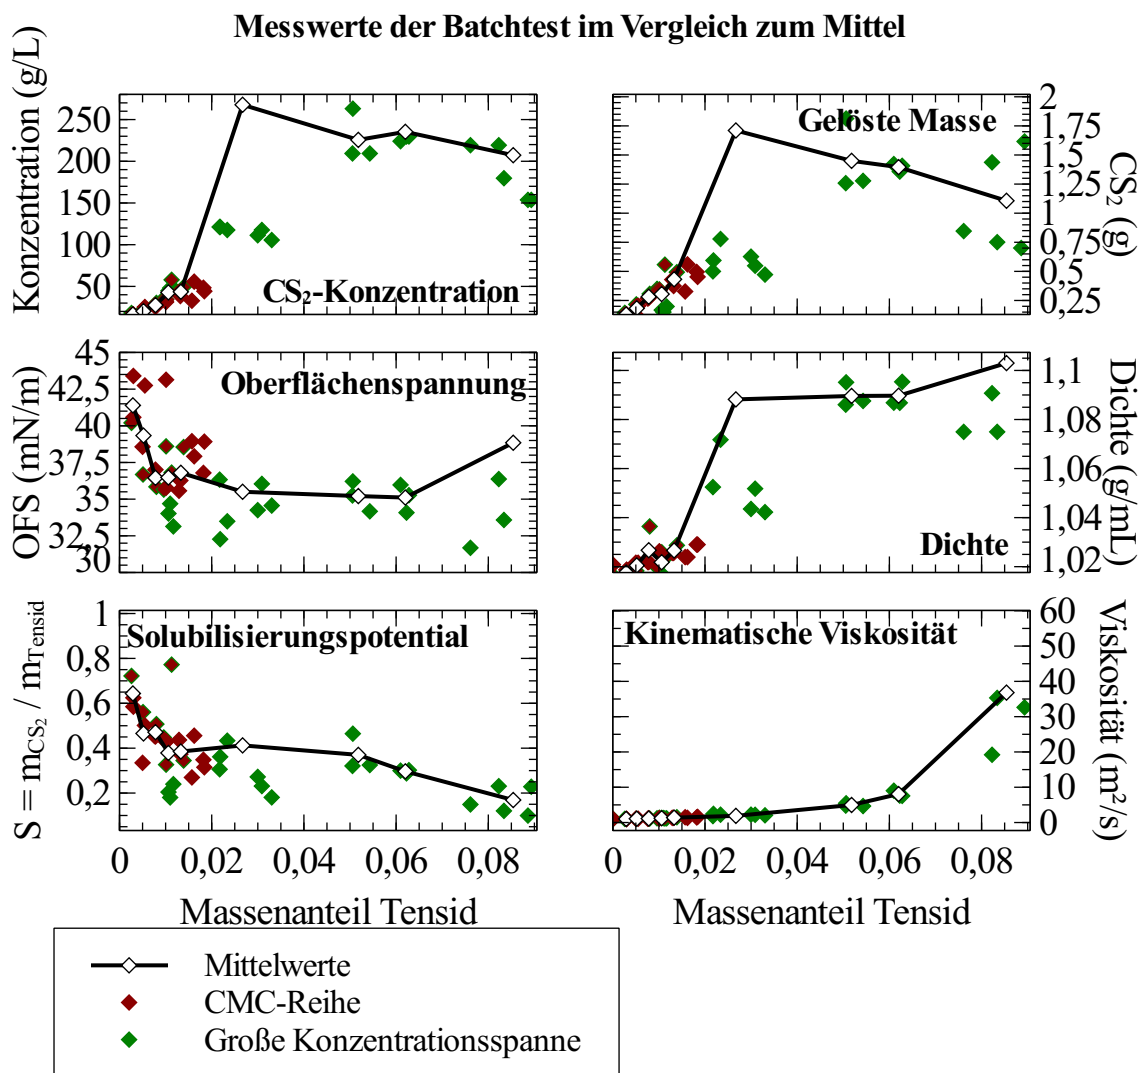 Messwerte der Batchtest im Vergleich zum Mittel
Konzentration (g/L)
250
200
150
100
50
CS₂-Konzentration
Gelöste Masse
2
1,75
1,5
1,25
1
0,75
0,5
0,25
CS₂ (g)
OFS (mN/m)
45
42,5
40
37,5
35
32,5
30
Oberflächenspannung
Dichte
1,1
1,08
1,06
1,04
1,02
Dichte (g/mL)
S = m_CS₂ / m_Tensid
1
0,8
0,6
0,4
0,2
Solubilisierungspotential
0 0,02 0,04 0,06 0,08
Massenanteil Tensid
Kinematische Viskosität
60
40
20
0
Viskosität (m²/s)
0 0,02 0,04 0,06 0,08
Massenanteil Tensid
Mittelwerte
CMC-Reihe
Große Konzentrationsspanne